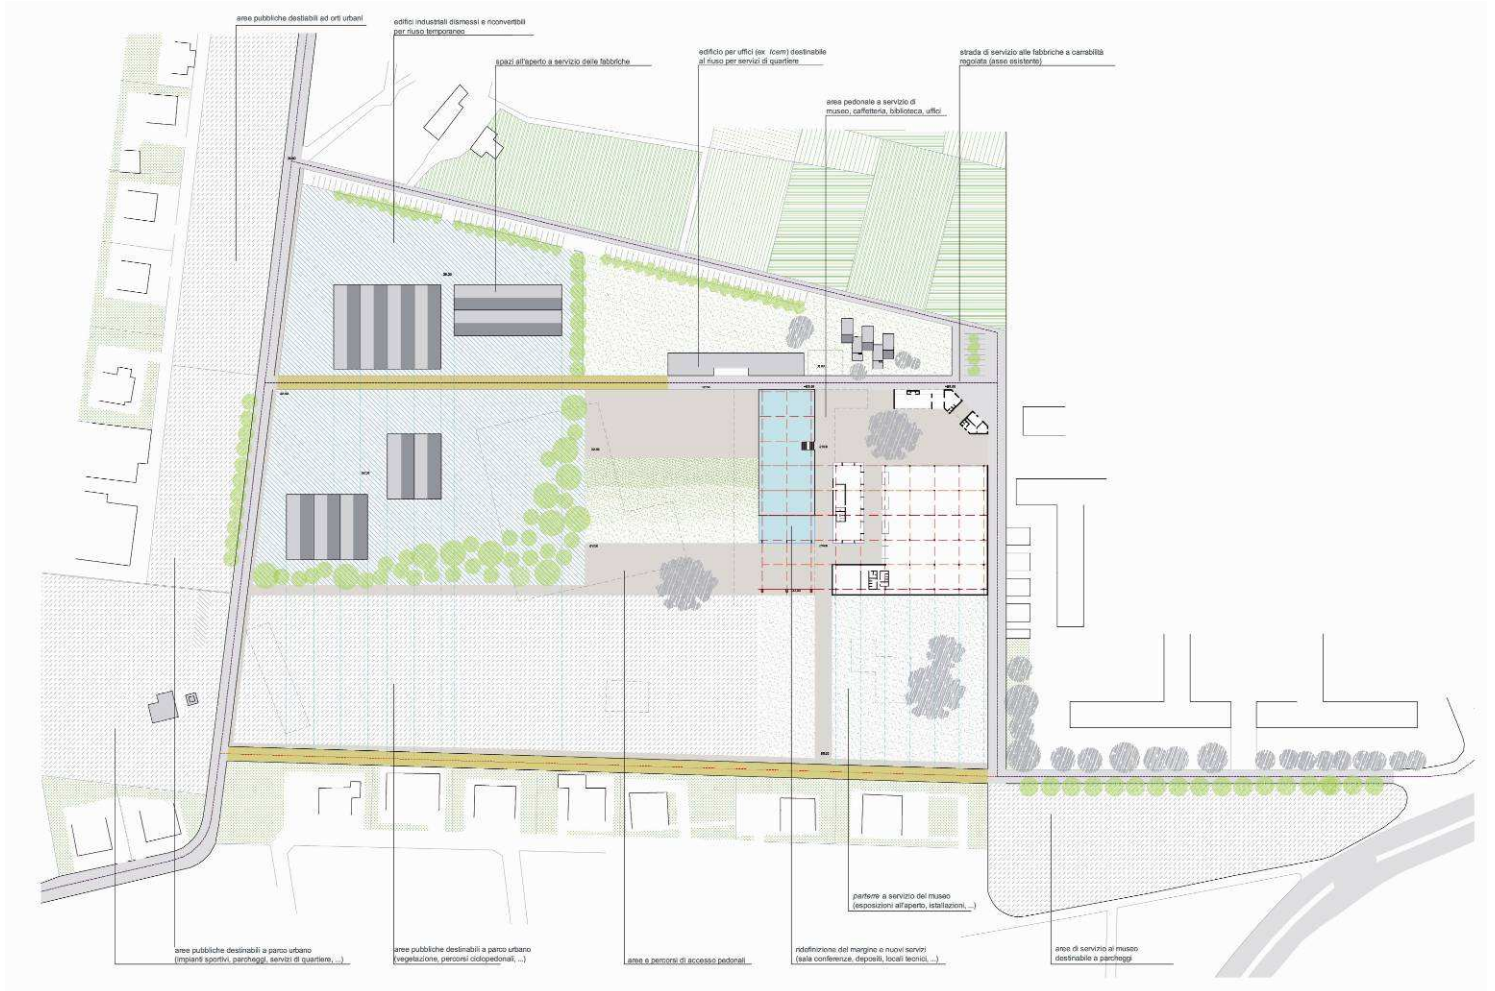 aree pubbliche destiabili ad orti urbani
edifici industriali dismessi e riconvertibili
per riuso temporaneo
spazi all'aperto a servizio delle fabbriche
edificio per uffici (ex Icem) destinabile
al riuso per servizi di quartiere
area pedonale a servizio di
museo, caffetteria, biblioteca, uffici
strada di servizio alle fabbriche a carrabilità
regolata (asse esistente)
parterre a servizio del museo
(esposizioni all'aperto, istallazioni, ...)
aree pubbliche destinabili a parco urbano
(impianti sportivi, parcheggi, servizi di quartiere, ...)
aree pubbliche destinabili a parco urbano
(vegetazione, percorsi ciclopedonali, ...)
aree e percorsi di accesso pedonali
ridefinizione del margine e nuovi servizi
(sala conferenze, depositi, locali tecnici, ...)
aree di servizio al museo
destinabile a parcheggi